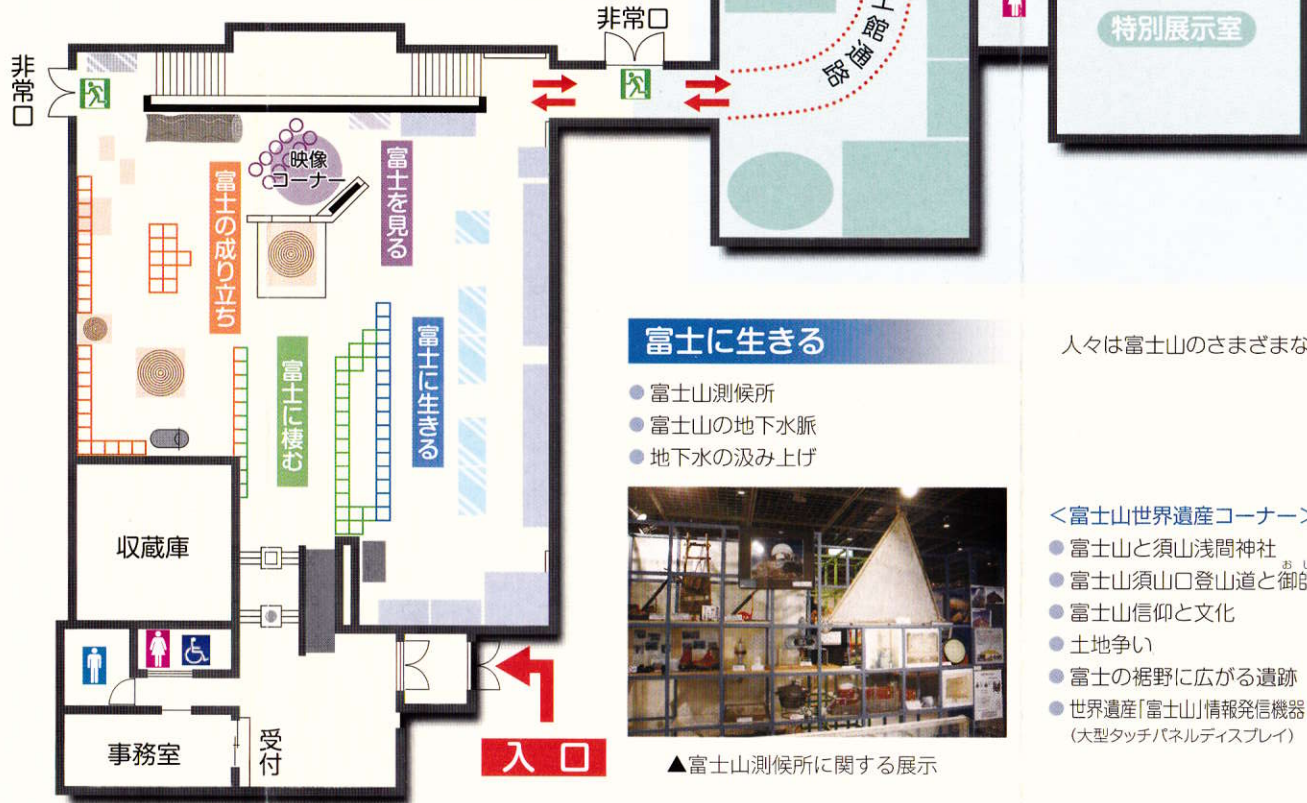 非常口
非常口
士館通路
特別展示室
映像
コーナー
富士を見る
富士の成り立ち
富士に生きる
富士に棲む
収蔵庫
事務室
受付
入口
富士に生きる
●富士山測候所
●富士山の地下水脈
●地下水の汲み上げ
▲富士山測候所に関する展示
人々は富士山のさまざまな
<富士山世界遺産コーナー>
●富士山と須山浅間神社
●富士山須山口登山道と御
●富士山信仰と文化
●土地争い
●富士の裾野に広がる遺跡
●世界遺産「富士山」情報発信機器
(大型タッチパネルディスプレイ)